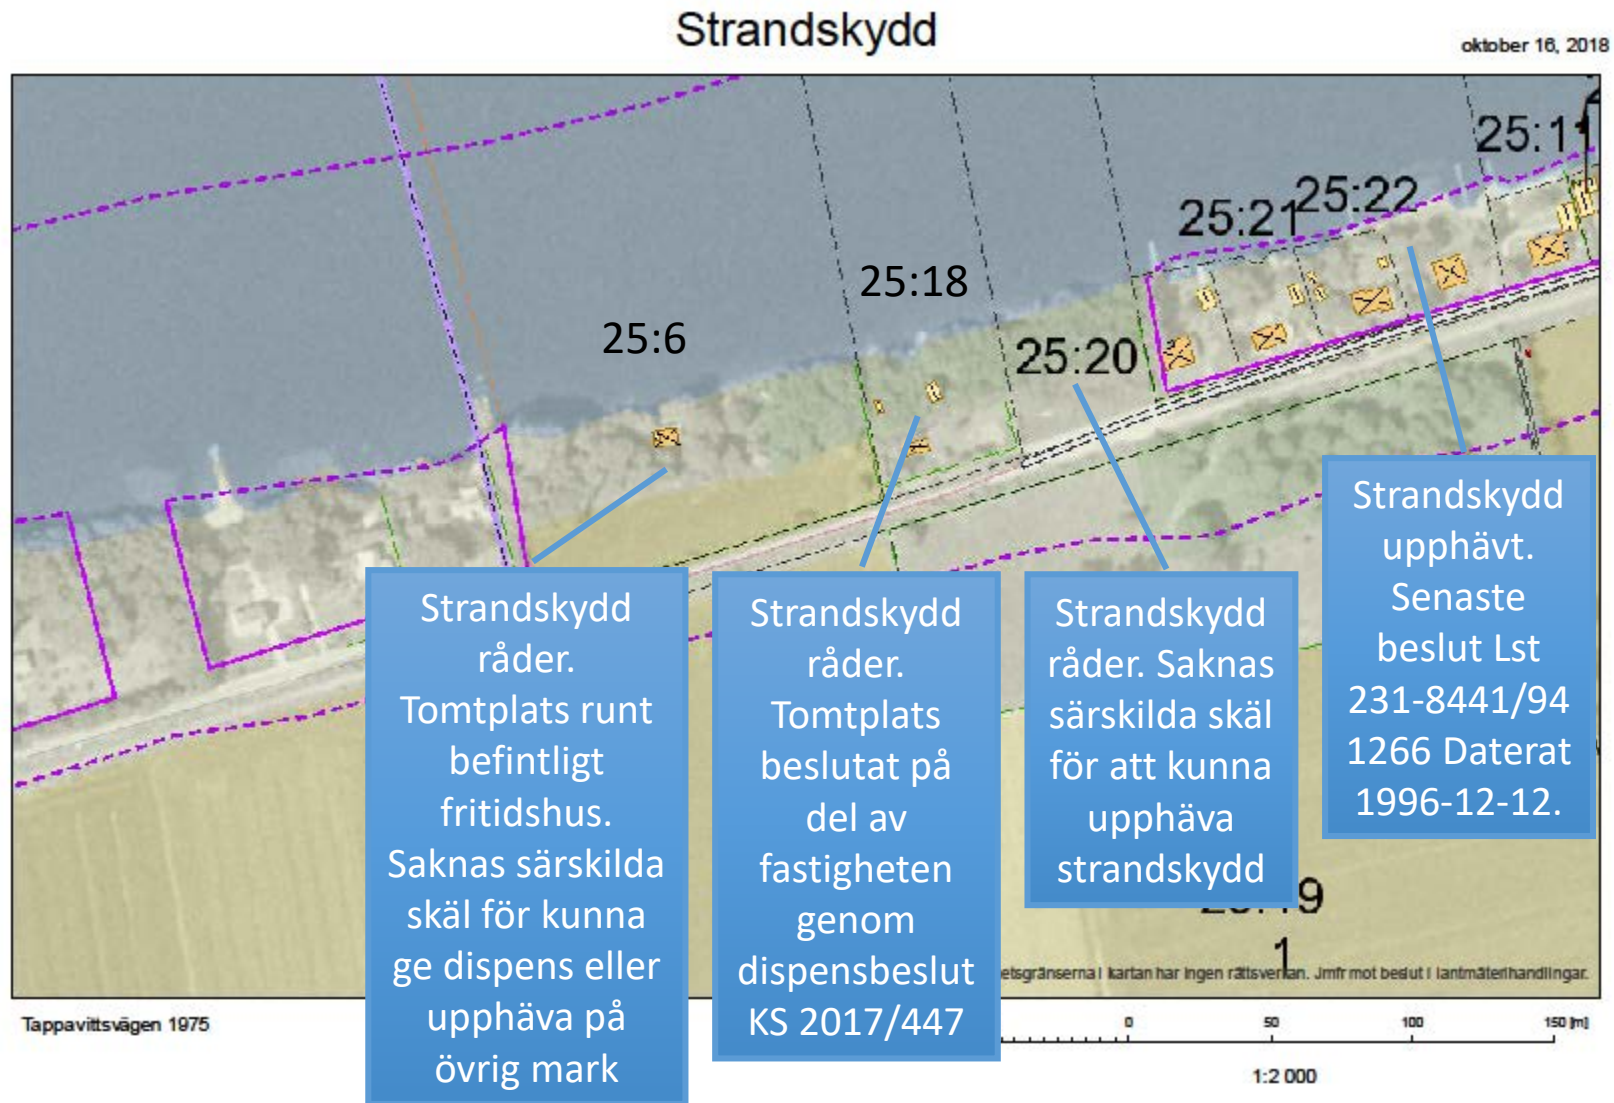 Strandskydd
oktober 16, 2018
25:11
25:22
25:21
25:18
25:6
25:20
Strandskydd
upphävt.
Senaste
beslut Lst
231-8441/94
1266 Daterat
1996-12-12.
Strandskydd
råder.
Tomtplats runt
befintligt
fritidshus.
Saknas särskilda
skäl för kunna
ge dispens eller
upphäva på
övrig mark
Strandskydd
råder.
Tomtplats
beslutat på
del av
fastigheten
genom
dispensbeslut
KS 2017/447
Strandskydd
råder. Saknas
särskilda skäl
för att kunna
upphäva
strandskydd
19
1
etsgränserna i kartan har ingen rättsverkan. Jmfr mot beslut i lantmäterihandlingar.
Tappavittsvägen 1975
0 50 100 150 [m]
1:2 000